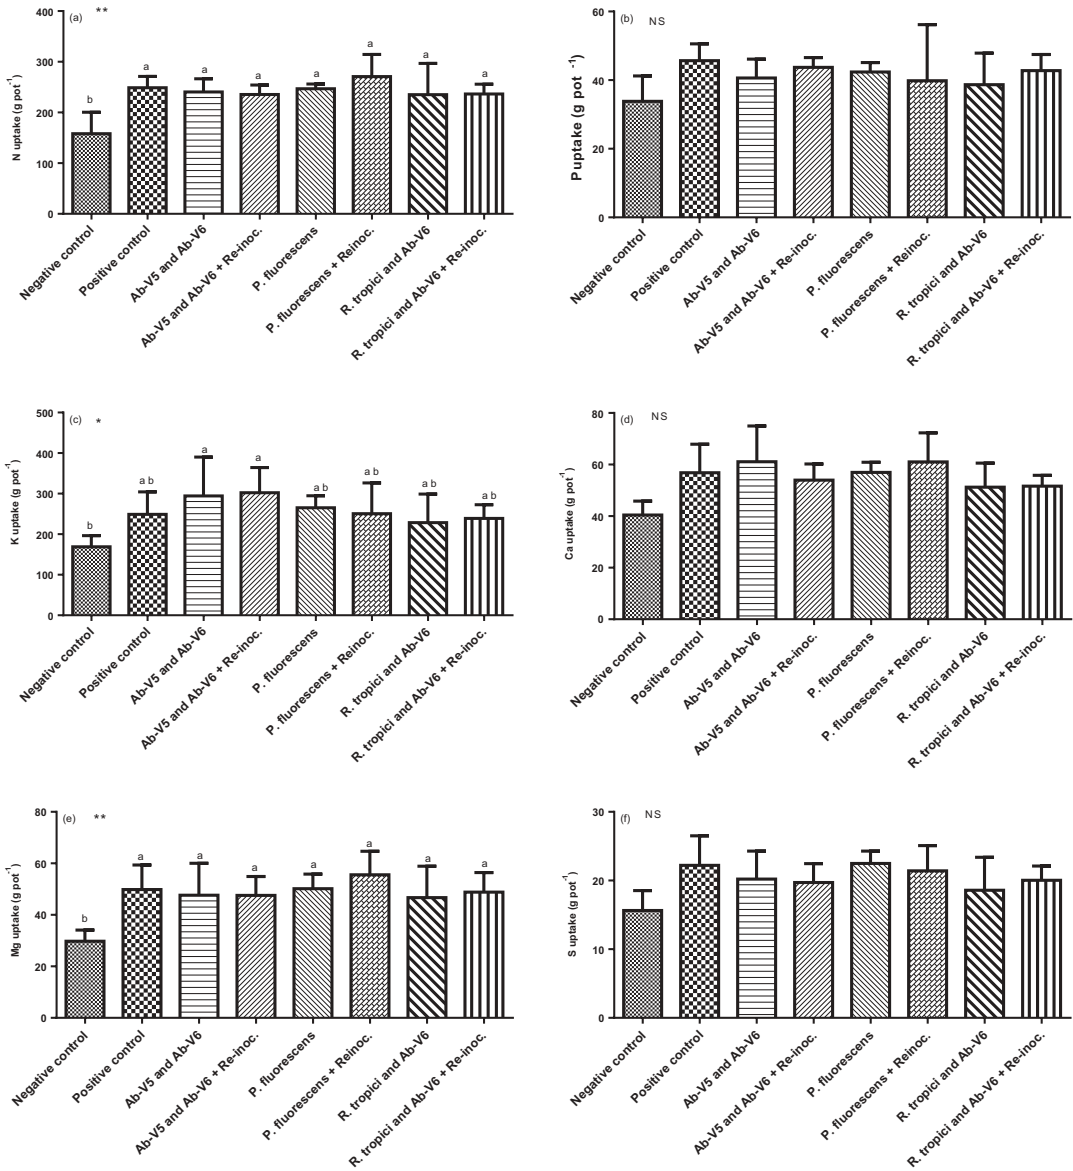 (a) **
N uptake (g pot⁻¹)
400
300
200
100
0
b
a
a
a
a
a
a
a
Negative control
Positive control
Ab-V5 and Ab-V6
Ab-V5 and Ab-V6 + Re-inoc.
P. fluorescens
P. fluorescens + Reinoc.
R. tropici and Ab-V6
R. tropici and Ab-V6 + Re-inoc.
(b) NS
Puptake (g pot ⁻¹)
60
40
20
0
Negative control
Positive control
Ab-V5 and Ab-V6
Ab-V5 and Ab-V6 + Re-inoc.
P. fluorescens
P. fluorescens + Reinoc.
R. tropici and Ab-V6
R. tropici and Ab-V6 + Re-inoc.
(c) *
K uptake (g pot⁻¹)
500
400
300
200
100
0
b
a b
a
a
a b
a b
a b
a b
Negative control
Positive control
Ab-V5 and Ab-V6
Ab-V5 and Ab-V6 + Re-inoc.
P. fluorescens
P. fluorescens + Reinoc.
R. tropici and Ab-V6
R. tropici and Ab-V6 + Re-inoc.
(d) NS
Ca uptake (g pot⁻¹)
80
60
40
20
0
Negative control
Positive control
Ab-V5 and Ab-V6
Ab-V5 and Ab-V6 + Re-inoc.
P. fluorescens
P. fluorescens + Reinoc.
R. tropici and Ab-V6
R. tropici and Ab-V6 + Re-inoc.
(e) **
Mg uptake (g pot⁻¹)
80
60
40
20
0
b
a
a
a
a
a
a
a
Negative control
Positive control
Ab-V5 and Ab-V6
Ab-V5 and Ab-V6 + Re-inoc.
P. fluorescens
P. fluorescens + Reinoc.
R. tropici and Ab-V6
R. tropici and Ab-V6 + Re-inoc.
(f) NS
S uptake (g pot⁻¹)
30
20
10
0
Negative control
Positive control
Ab-V5 and Ab-V6
Ab-V5 and Ab-V6 + Re-inoc.
P. fluorescens
P. fluorescens + Reinoc.
R. tropici and Ab-V6
R. tropici and Ab-V6 + Re-inoc.